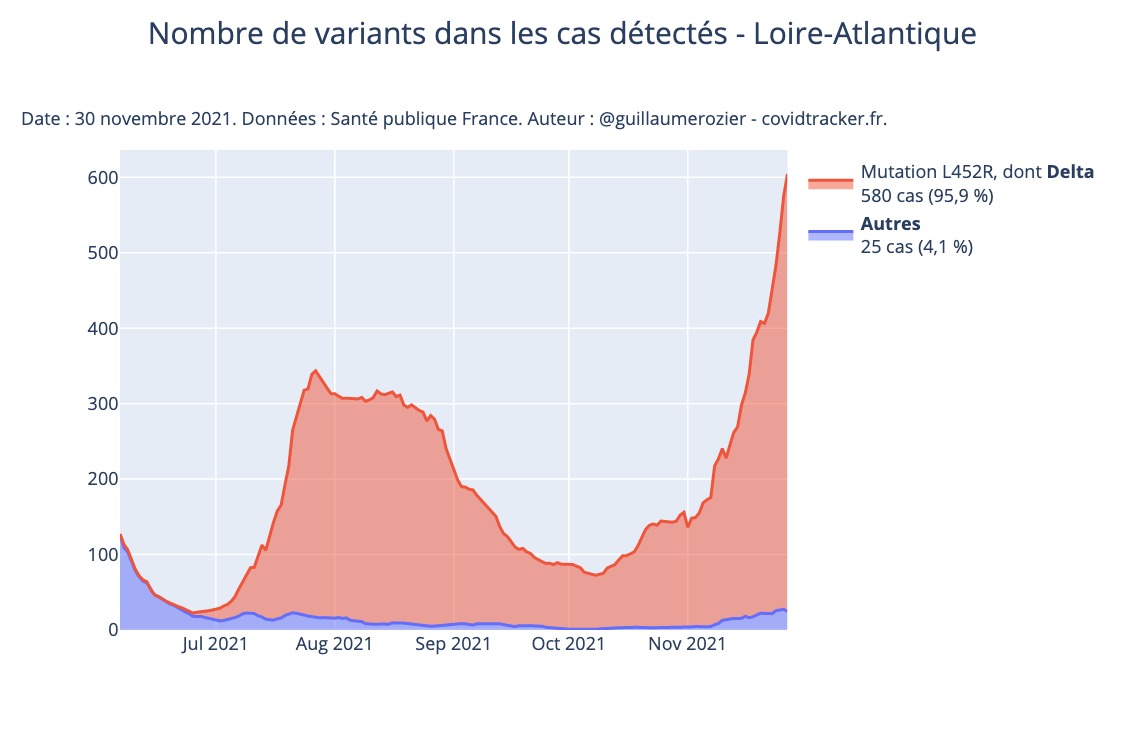 Nombre de variants dans les cas détectés - Loire-Atlantique
Date : 30 novembre 2021. Données : Santé publique France. Auteur : @guillaumerozier - covidtracker.fr.
600
500
400
300
200
100
0
Jul 2021
Aug 2021
Sep 2021
Oct 2021
Nov 2021
Mutation L452R, dont Delta
580 cas (95,9 %)
Autres
25 cas (4,1 %)